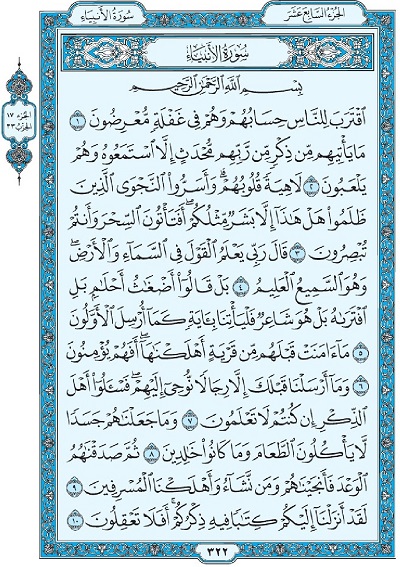 الجزء السابع عشر
سورة الأنبياء
سُورَةُ الأَنبيَاءِ
الجزء ١٧
الحزب ٣٣
بِسْمِ اللَّهِ الرَّحْمَٰنِ الرَّحِيمِ
ٱقۡتَرَبَ لِلنَّاسِ حِسَابُهُمۡ وَهُمۡ فِي غَفۡلَةٖ مُّعۡرِضُونَ ١
مَا يَأۡتِيهِم مِّن ذِكۡرٖ مِّن رَّبِّهِم مُّحۡدَثٍ إِلَّا ٱسۡتَمَعُوهُ وَهُمۡ
يَلۡعَبُونَ ٢ لَاهِيَةٗ قُلُوبُهُمۡۗ وَأَسَرُّواْ ٱلنَّجۡوَى ٱلَّذِينَ
ظَلَمُواْ هَلۡ هَٰذَآ إِلَّا بَشَرٞ مِّثۡلُكُمۡۖ أَفَتَأۡتُونَ ٱلسِّحۡرَ وَأَنتُمۡ
تُبۡصِرُونَ ٣ قَالَ رَبِّي يَعۡلَمُ ٱلۡقَوۡلَ فِي ٱلسَّمَآءِ وَٱلۡأَرۡضِۖ
وَهُوَ ٱلسَّمِيعُ ٱلۡعَلِيمُ ٤ بَلۡ قَالُوٓاْ أَضۡغَٰثُ أَحۡلَٰمِۭ بَلِ
ٱفۡتَرَىٰهُ بَلۡ هُوَ شَاعِرٞ فَلۡيَأۡتِنَا بِـَٔايَةٖ كَمَآ أُرۡسِلَ ٱلۡأَوَّلُونَ
٥ مَآ ءَامَنَتۡ قَبۡلَهُم مِّن قَرۡيَةٍ أَهۡلَكۡنَٰهَآۖ أَفَهُمۡ يُؤۡمِنُونَ
٦ وَمَآ أَرۡسَلۡنَا قَبۡلَكَ إِلَّا رِجَالٗا نُّوحِيٓ إِلَيۡهِمۡۖ فَسۡـَٔلُوٓاْ أَهۡلَ
ٱلذِّكۡرِ إِن كُنتُمۡ لَا تَعۡلَمُونَ ٧ وَمَا جَعَلۡنَٰهُمۡ جَسَدٗا
لَّا يَأۡكُلُونَ ٱلطَّعَامَ وَمَا كَانُواْ خَٰلِدِينَ ٨ ثُمَّ صَدَقۡنَٰهُمُ
ٱلۡوَعۡدَ فَأَنجَيۡنَٰهُمۡ وَمَن نَّشَآءُ وَأَهۡلَكۡنَا ٱلۡمُسۡرِفِينَ ٩
لَقَدۡ أَنزَلۡنَآ إِلَيۡكُمۡ كِتَٰبٗا فِيهِ ذِكۡرُكُمۡۚ أَفَلَا تَعۡقِلُونَ ١٠
٣٢٢